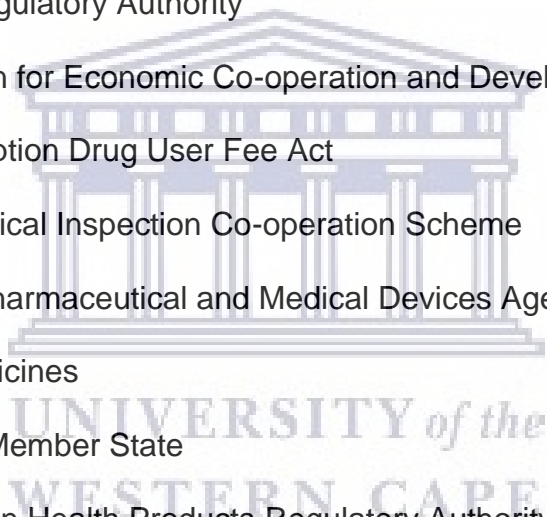 gulatory Authority
n for Economic Co-operation and Devel
ption Drug User Fee Act
ical Inspection Co-operation Scheme
harmaceutical and Medical Devices Age
icines
UNIVERSITY of the
Member State
WESTERN CAPE
n Health Products Regulatory Authority